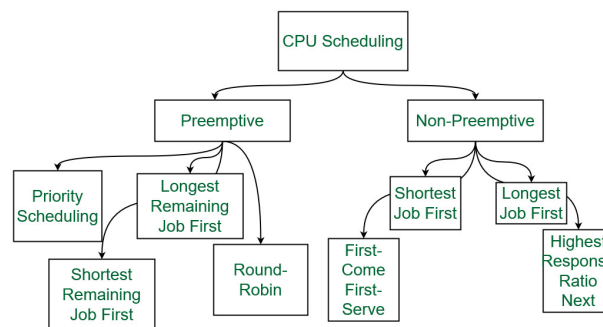 CPU Scheduling
Preemptive
Non-Preemptive
Priority
Scheduling
Longest
Remaining
Job First
Shortest
Remaining
Job First
Round-
Robin
Shortest
Job First
Longest
Job First
First-
Come
First-
Serve
Highest
Respons
Ratio
Next